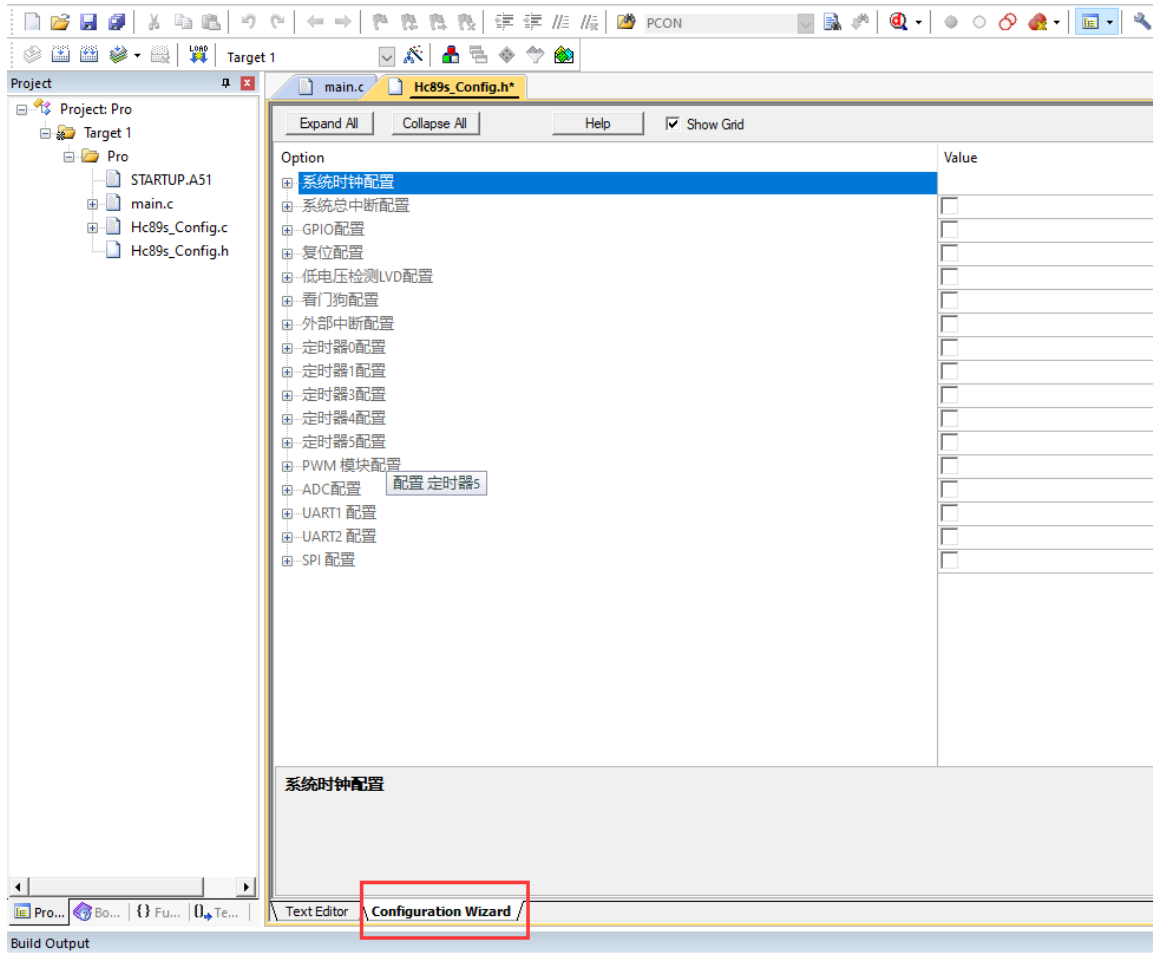 PCON
LOAD
Target 1
Project
main.c
Hc89s_Config.h*
Project: Pro
Target 1
Pro
STARTUP.A51
main.c
Hc89s_Config.c
Hc89s_Config.h
Expand All
Collapse All
Help
Show Grid
Option
Value
系统时钟配置
系统总中断配置
GPIO配置
复位配置
低电压检测LVD配置
看门狗配置
外部中断配置
定时器0配置
定时器1配置
定时器3配置
定时器4配置
定时器5配置
PWM 模块配置
配置 定时器5
ADC配置
UART1 配置
UART2 配置
SPI 配置
系统时钟配置
Pro...
Bo...
{} Fu...
Te...
Text Editor
Configuration Wizard
Build Output